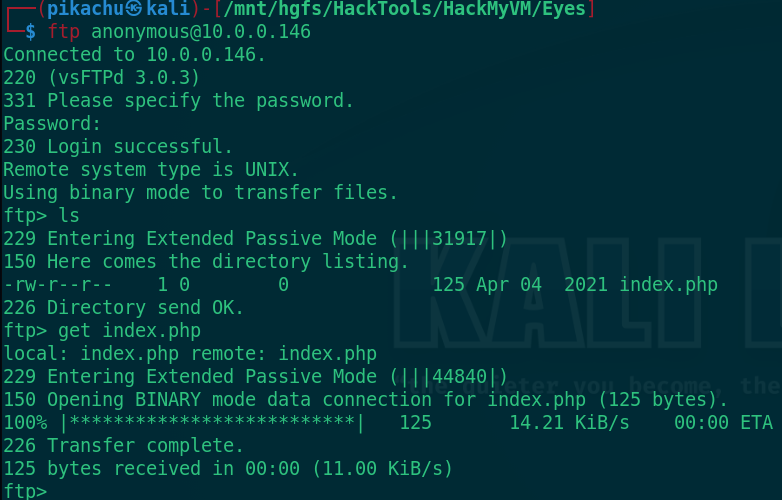 ┌──(pikachu㉿kali)-[/mnt/hgfs/HackTools/HackMyVM/Eyes]
└─$ ftp anonymous@10.0.0.146
Connected to 10.0.0.146.
220 (vsFTPd 3.0.3)
331 Please specify the password.
Password:
230 Login successful.
Remote system type is UNIX.
Using binary mode to transfer files.
ftp> ls
229 Entering Extended Passive Mode (|||31917|)
150 Here comes the directory listing.
-rw-r--r--    1 0        0             125 Apr 04  2021 index.php
226 Directory send OK.
ftp> get index.php
local: index.php remote: index.php
229 Entering Extended Passive Mode (|||44840|)
150 Opening BINARY mode data connection for index.php (125 bytes).
100% |**************************|   125       14.21 KiB/s    00:00 ETA
226 Transfer complete.
125 bytes received in 00:00 (11.00 KiB/s)
ftp>
KALI
the quieter you become, the